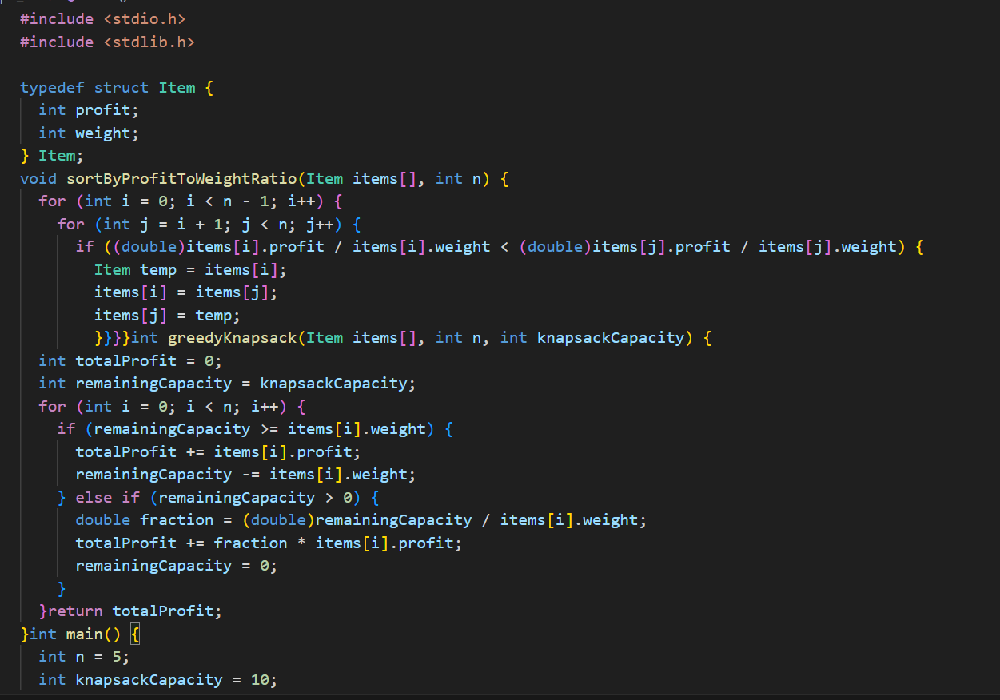 #include <stdio.h>
#include <stdlib.h>
typedef struct Item {
int profit;
int weight;
} Item;
void sortByProfitToWeightRatio(Item items[], int n) {
for (int i = 0; i < n - 1; i++) {
for (int j = i + 1; j < n; j++) {
if ((double)items[i].profit / items[i].weight < (double)items[j].profit / items[j].weight) {
Item temp = items[i];
items[i] = items[j];
items[j] = temp;
}}}}int greedyKnapsack(Item items[], int n, int knapsackCapacity) {
int totalProfit = 0;
int remainingCapacity = knapsackCapacity;
for (int i = 0; i < n; i++) {
if (remainingCapacity >= items[i].weight) {
totalProfit += items[i].profit;
remainingCapacity -= items[i].weight;
} else if (remainingCapacity > 0) {
double fraction = (double)remainingCapacity / items[i].weight;
totalProfit += fraction * items[i].profit;
remainingCapacity = 0;
}
}return totalProfit;
}int main() {
int n = 5;
int knapsackCapacity = 10;